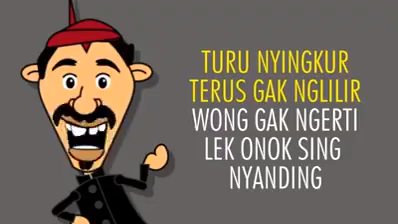 TURU NYINGKUR
TERUS GAK NGLILIR
WONG GAK NGERTI
LEK ONOK SING
NYANDING